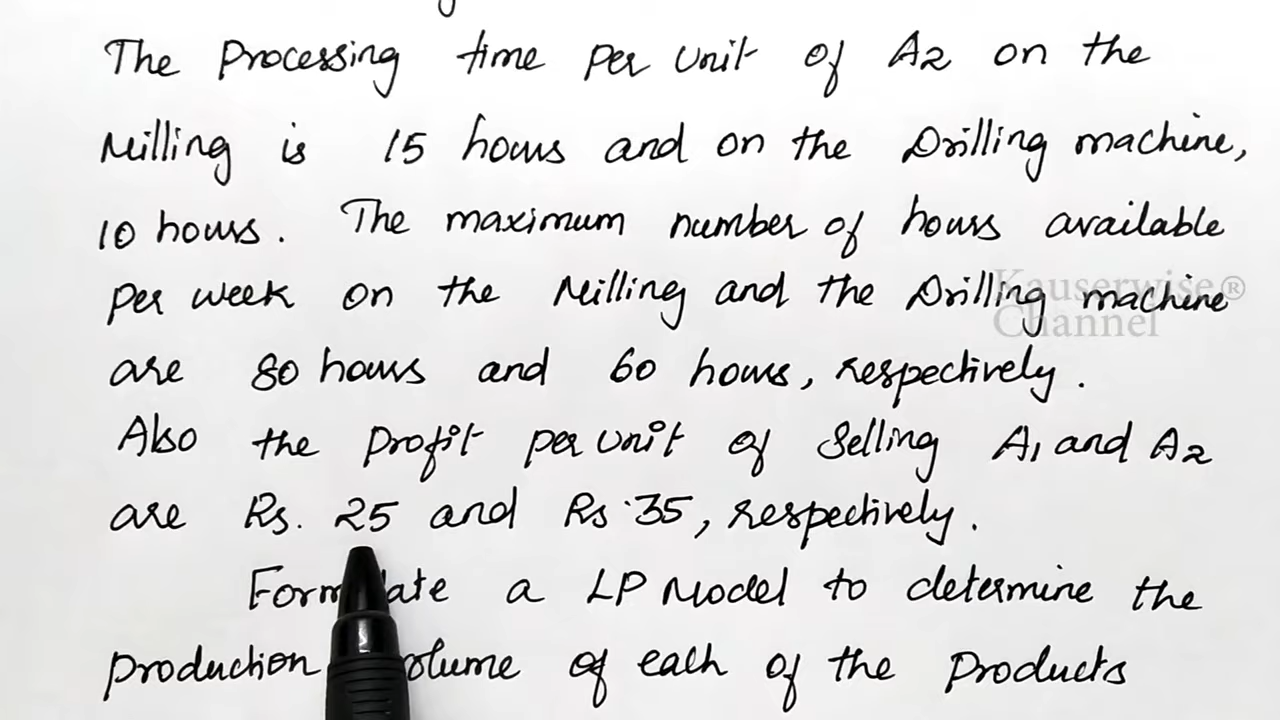 The Processing time per unit of A2 on the
Milling is 15 hours and on the Drilling machine,
10 hours. The maximum number of hours available
per week on the Milling and the Drilling machine
Kauserwise®
Channel
are 80 hours and 60 hours, respectively.
Also the profit per unit of selling A1 and A2
are Rs. 25 and Rs. 35, respectively.
a LP Model to determine the
production of each of the Products